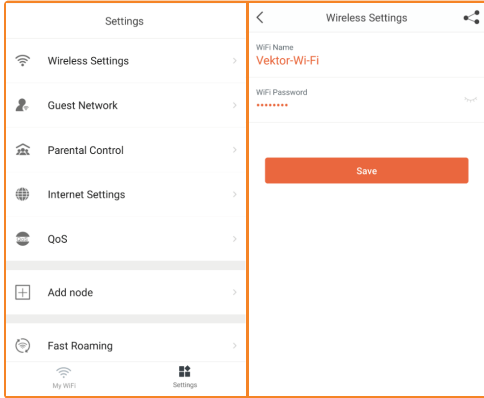 Settings
Wireless Settings
Guest Network
Parental Control
Internet Settings
QoS
Add node
Fast Roaming
My WiFi
Settings
Wireless Settings
WiFi Name
Vektor-Wi-Fi
WiFi Password
••••••••
Save